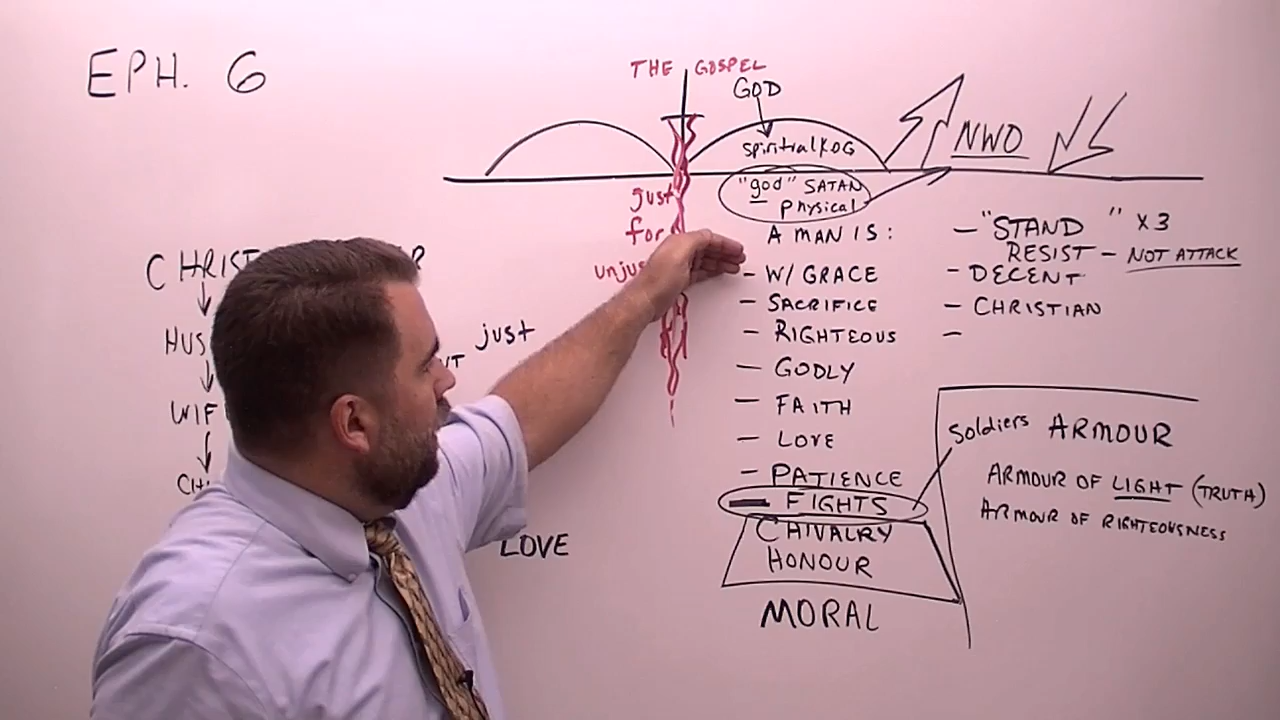 EPH. 6
THE GOSPEL
GOD
spiritral KOG
NWO
"god" SATAN
physical
just
for
A MAN IS:
- W/ GRACE
- SACRIFICE
- RIGHTEOUS
- GODLY
- FAITH
- LOVE
- PATIENCE
- FIGHTS
CHIVALRY
HONOUR
MORAL
- "STAND" x3
RESIST - NOT ATTACK
- DECENT
- CHRISTIAN
-
Soldiers ARMOUR
ARMOUR OF LIGHT (TRUTH)
ARMOUR OF RIGHTEOUSNESS
CHRIST
just
LOVE